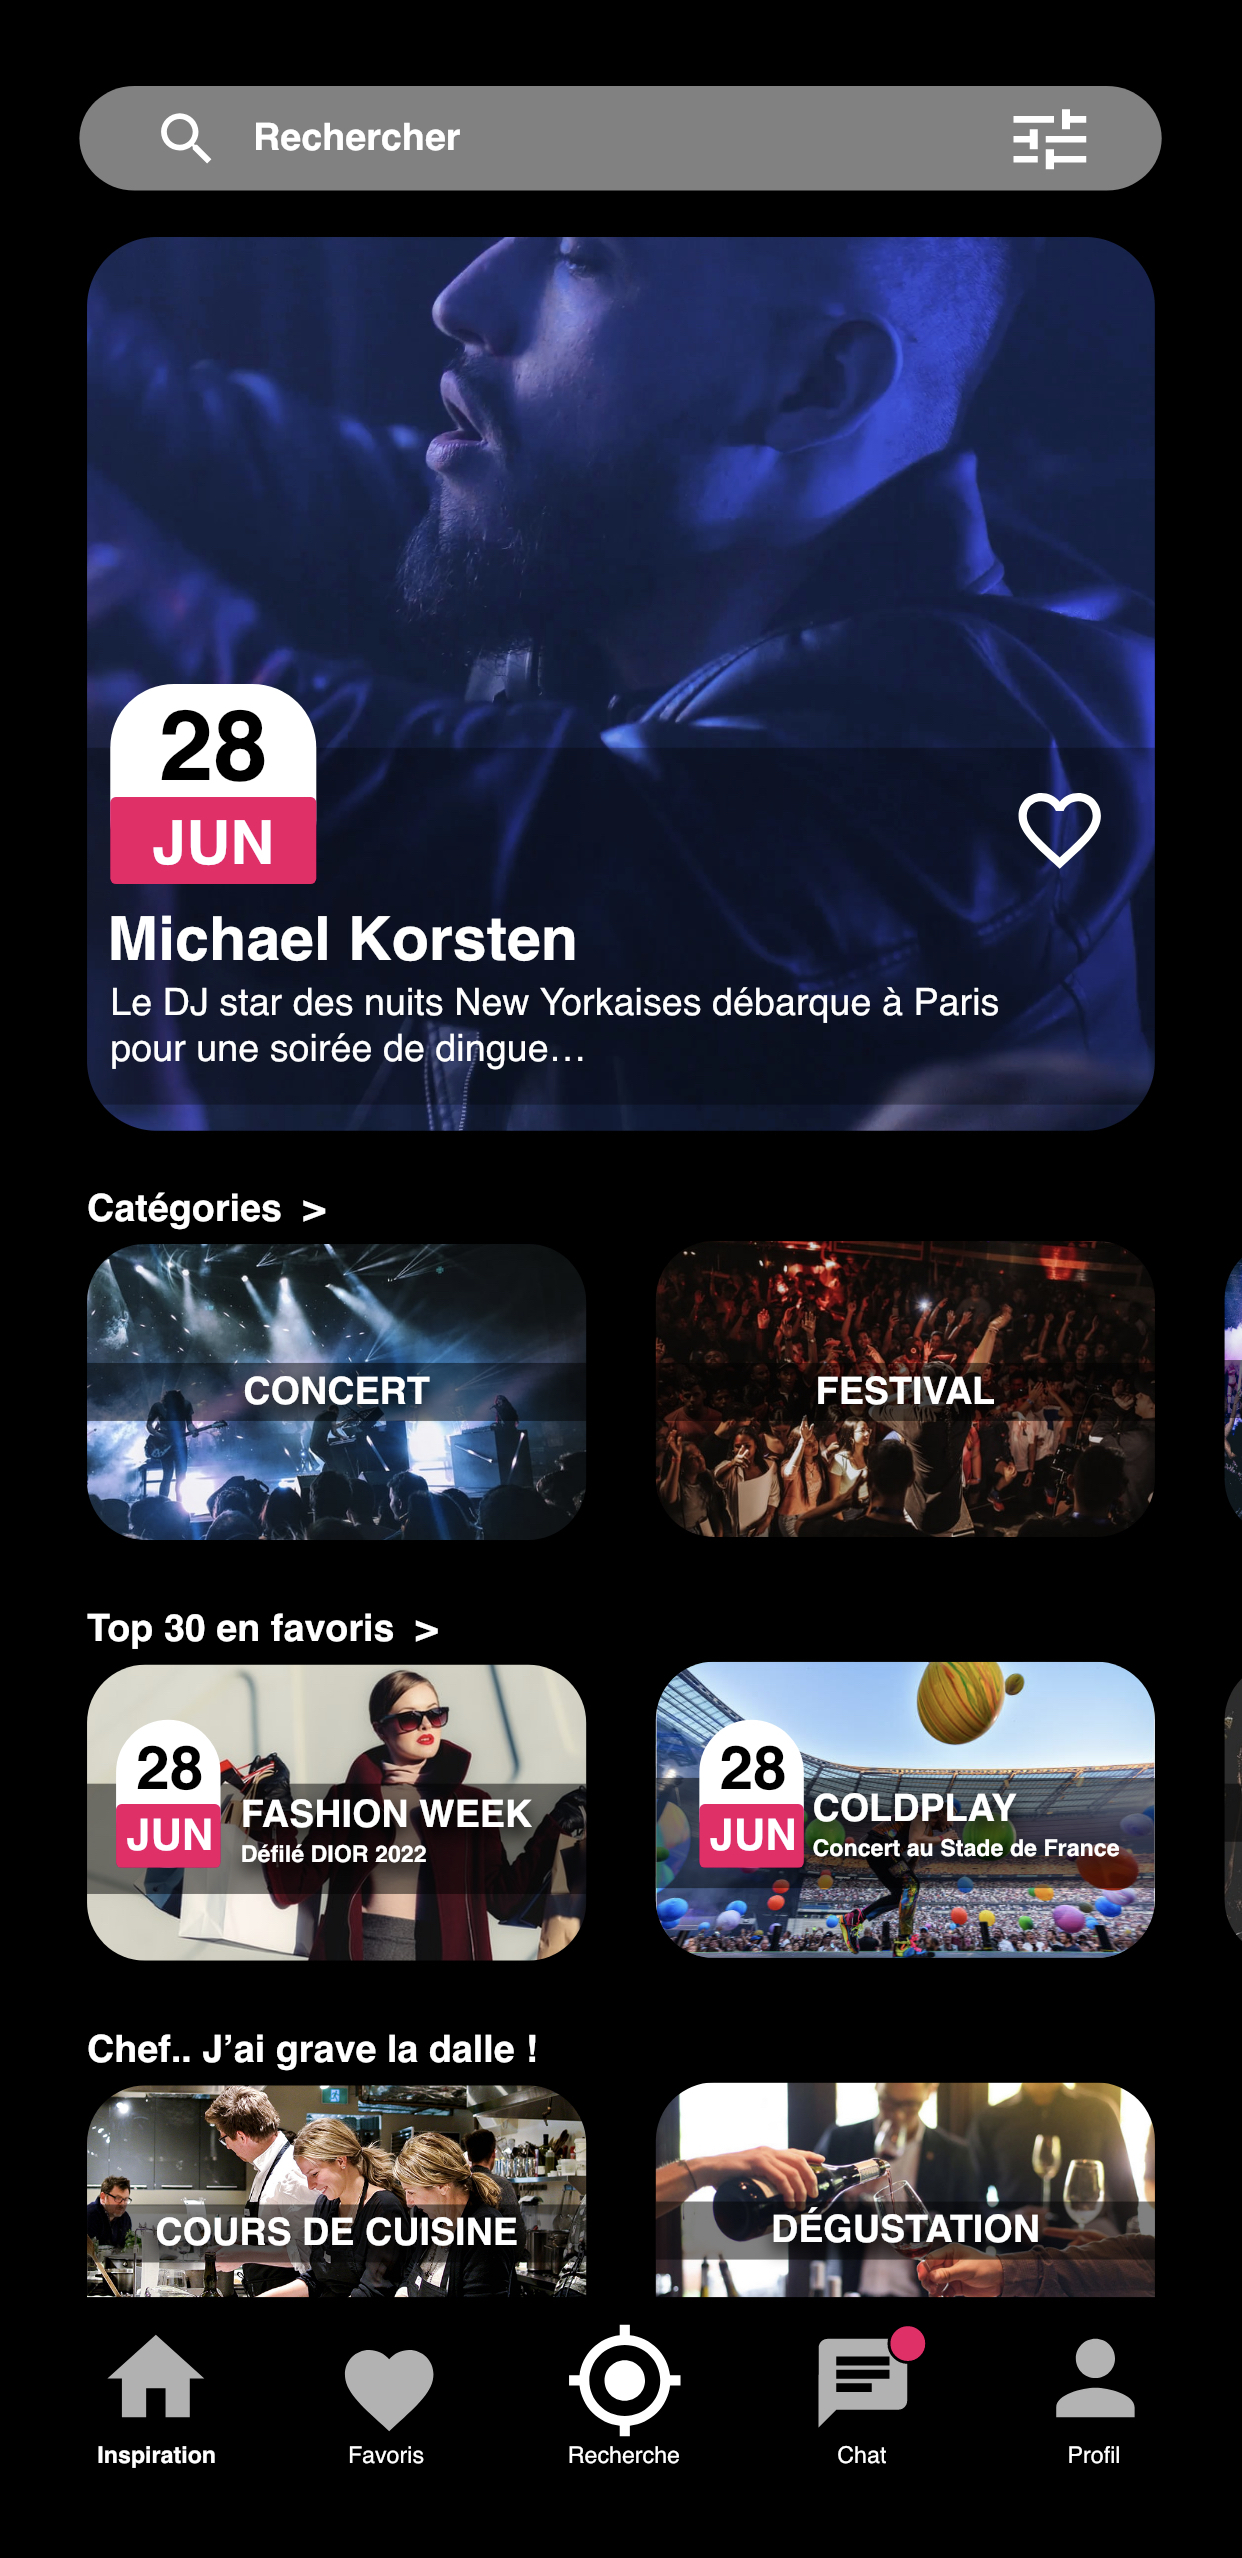 Rechercher
28
JUN
Michael Korsten
Le DJ star des nuits New Yorkaises débarque à Paris
pour une soirée de dingue…
Catégories >
CONCERT
FESTIVAL
Top 30 en favoris >
28
JUN
FASHION WEEK
Défilé DIOR 2022
28
JUN
COLDPLAY
Concert au Stade de France
Chef.. J’ai grave la dalle !
COURS DE CUISINE
DÉGUSTATION
Inspiration
Favoris
Recherche
Chat
Profil